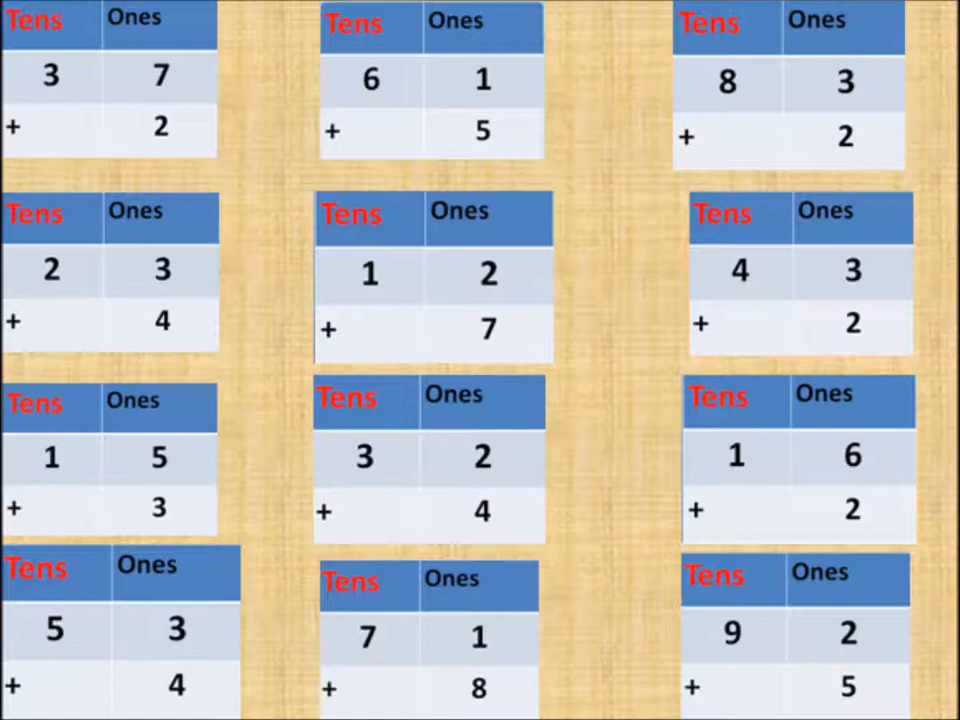 Tens Ones
3 7
+ 2
Tens Ones
6 1
+ 5
Tens Ones
8 3
+ 2
Tens Ones
2 3
+ 4
Tens Ones
1 2
+ 7
Tens Ones
4 3
+ 2
Tens Ones
1 5
+ 3
Tens Ones
3 2
+ 4
Tens Ones
1 6
+ 2
Tens Ones
5 3
+ 4
Tens Ones
7 1
+ 8
Tens Ones
9 2
+ 5